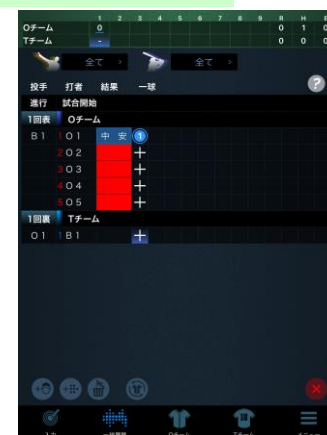 1 2 3 4 5 6 7 8 9 R H E
Oチーム 0 0 1 0
Tチーム - 0 0 0
全て > 全て >
投手 打者 結果 一球 ?
進行 試合開始
1回表 Oチーム
B1 1 O1 中 安 1
2 O2 +
3 O3 +
4 O4 +
5 O5 +
1回裏 Tチーム
O1 1 B1 +